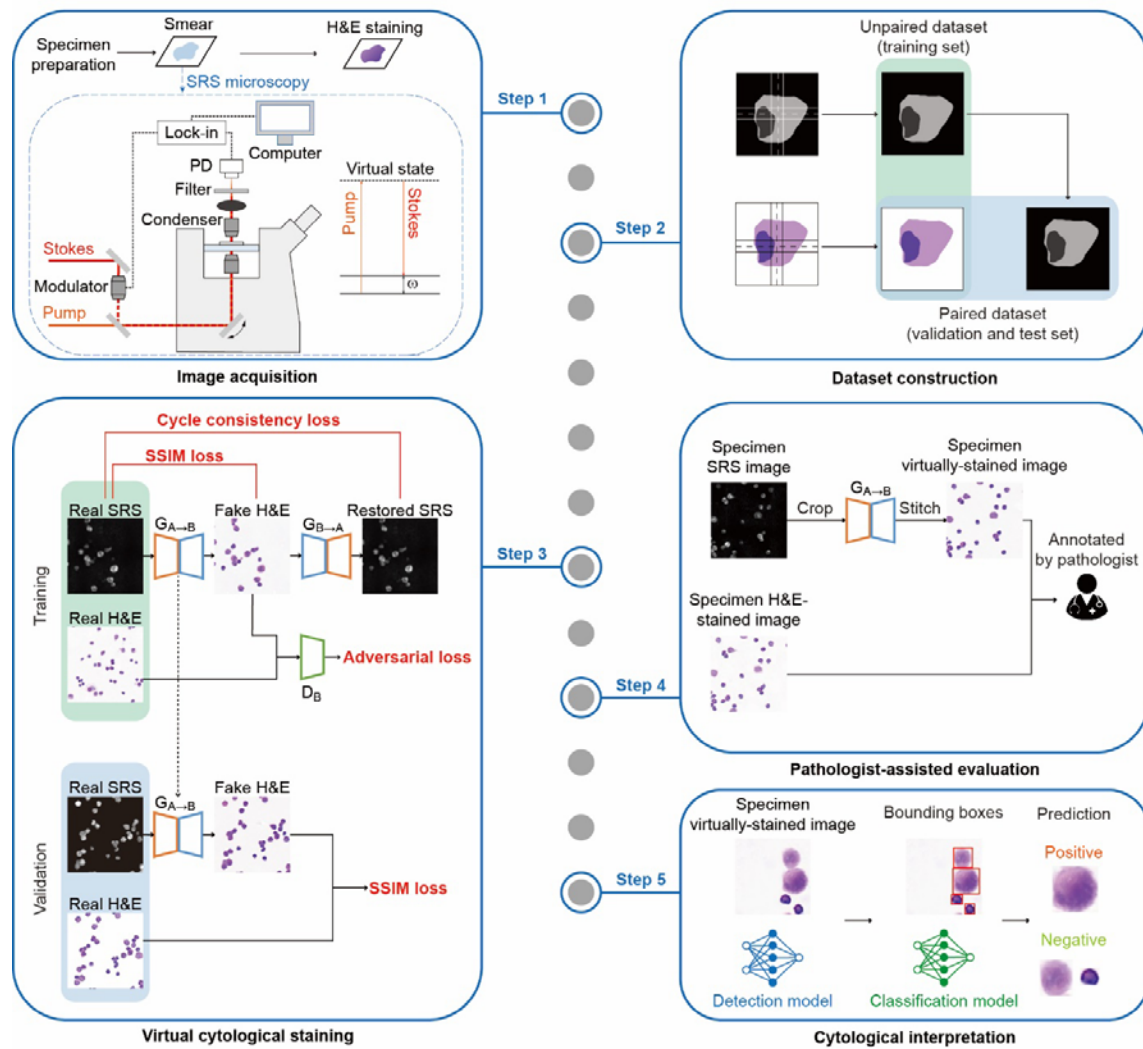 Specimen
preparation
Smear
H&E staining
SRS microscopy
Lock-in
Computer
PD
Filter
Condenser
Stokes
Modulator
Pump
Virtual state
Pump
Stokes
ω
Image acquisition
Step 1
Step 2
Unpaired dataset
(training set)
Paired dataset
(validation and test set)
Dataset construction
Cycle consistency loss
SSIM loss
Real SRS
GA→B
Fake H&E
GB→A
Restored SRS
Training
Real H&E
Adversarial loss
DB
Real SRS
GA→B
Fake H&E
Validation
SSIM loss
Real H&E
Virtual cytological staining
Step 3
Specimen
SRS image
Specimen
virtually-stained image
GA→B
Crop
Stitch
Annotated
by pathologist
Specimen H&E-
stained image
Step 4
Pathologist-assisted evaluation
Step 5
Specimen
virtually-stained image
Bounding boxes
Prediction
Positive
Negative
Detection model
Classification model
Cytological interpretation